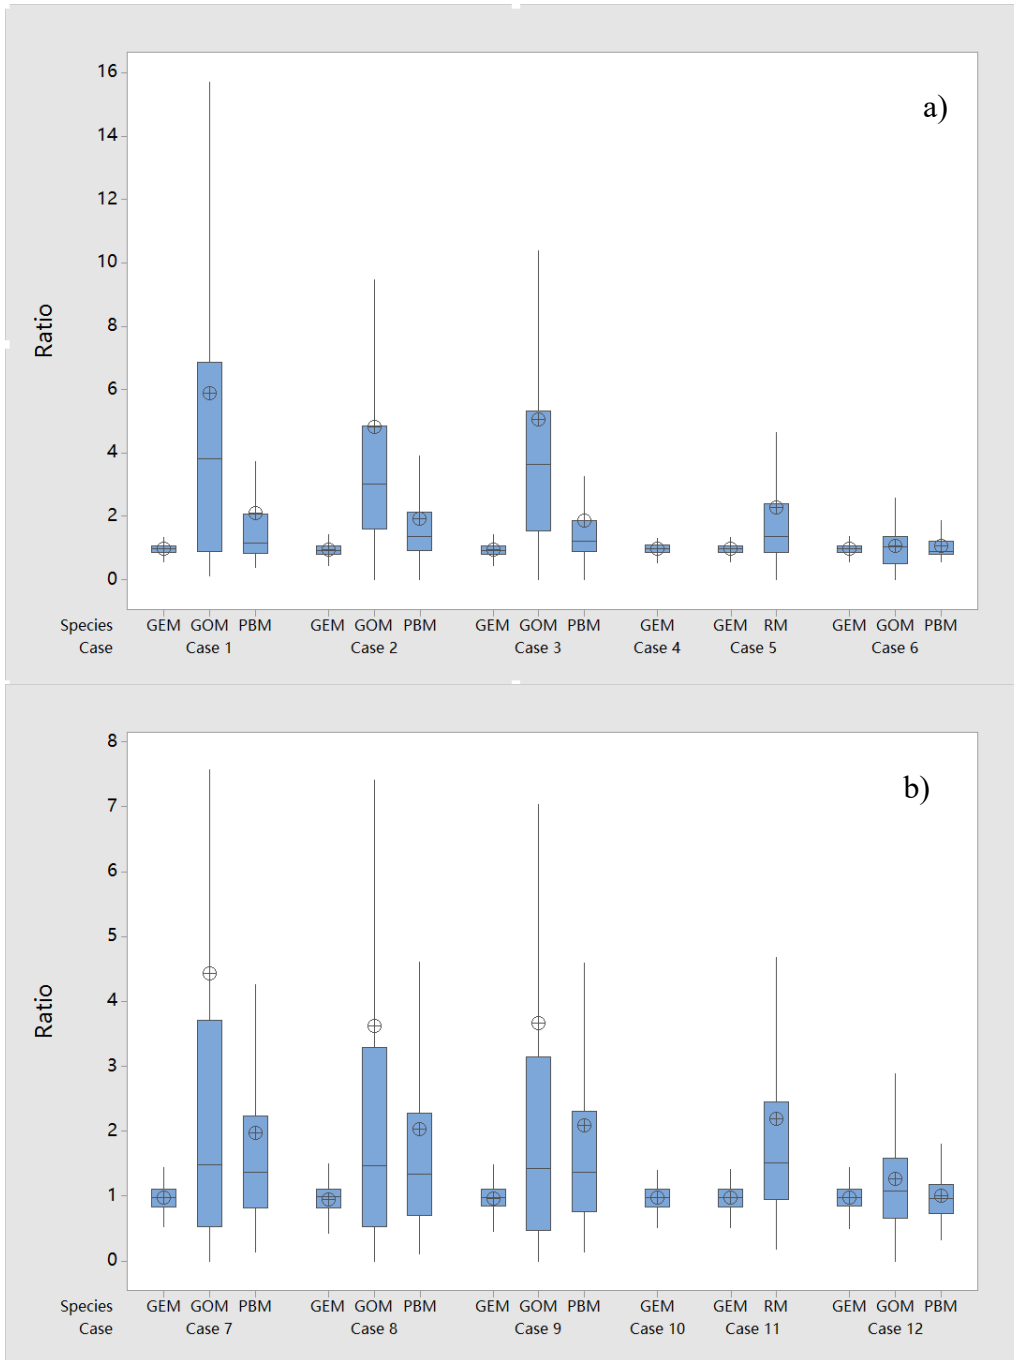 a)
Ratio
16
14
12
10
8
6
4
2
0
Species GEM GOM PBM GEM GOM PBM GEM GOM PBM GEM GEM RM GEM GOM PBM
Case Case 1 Case 2 Case 3 Case 4 Case 5 Case 6
b)
Ratio
8
7
6
5
4
3
2
1
0
Species GEM GOM PBM GEM GOM PBM GEM GOM PBM GEM GEM RM GEM GOM PBM
Case Case 7 Case 8 Case 9 Case 10 Case 11 Case 12